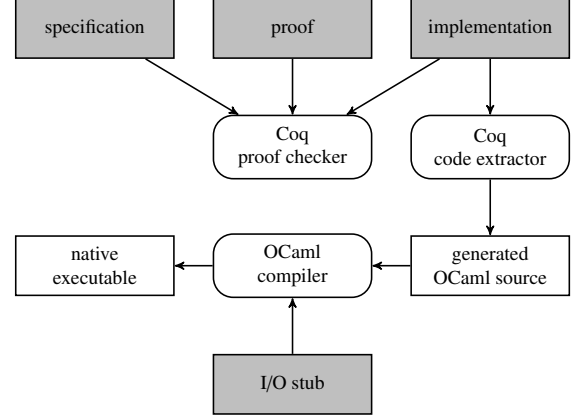 specification
proof
implementation
Coq
proof checker
Coq
code extractor
native
executable
OCaml
compiler
generated
OCaml source
I/O stub